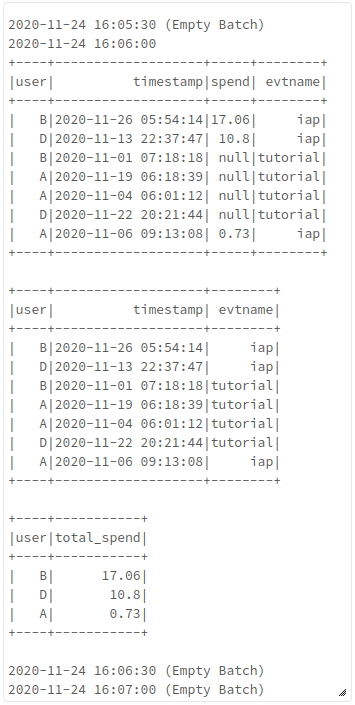 2020-11-24 16:05:30 (Empty Batch)
2020-11-24 16:06:00
+----+-------------------+-----+--------+
|user|          timestamp|spend| evtname|
+----+-------------------+-----+--------+
|   B|2020-11-26 05:54:14|17.06|     iap|
|   D|2020-11-13 22:37:47| 10.8|     iap|
|   B|2020-11-01 07:18:18| null|tutorial|
|   A|2020-11-19 06:18:39| null|tutorial|
|   A|2020-11-04 06:01:12| null|tutorial|
|   D|2020-11-22 20:21:44| null|tutorial|
|   A|2020-11-06 09:13:08| 0.73|     iap|
+----+-------------------+-----+--------+

+----+-------------------+--------+
|user|          timestamp| evtname|
+----+-------------------+--------+
|   B|2020-11-26 05:54:14|     iap|
|   D|2020-11-13 22:37:47|     iap|
|   B|2020-11-01 07:18:18|tutorial|
|   A|2020-11-19 06:18:39|tutorial|
|   A|2020-11-04 06:01:12|tutorial|
|   D|2020-11-22 20:21:44|tutorial|
|   A|2020-11-06 09:13:08|     iap|
+----+-------------------+--------+

+----+-----------+
|user|total_spend|
+----+-----------+
|   B|      17.06|
|   D|       10.8|
|   A|       0.73|
+----+-----------+

2020-11-24 16:06:30 (Empty Batch)
2020-11-24 16:07:00 (Empty Batch)